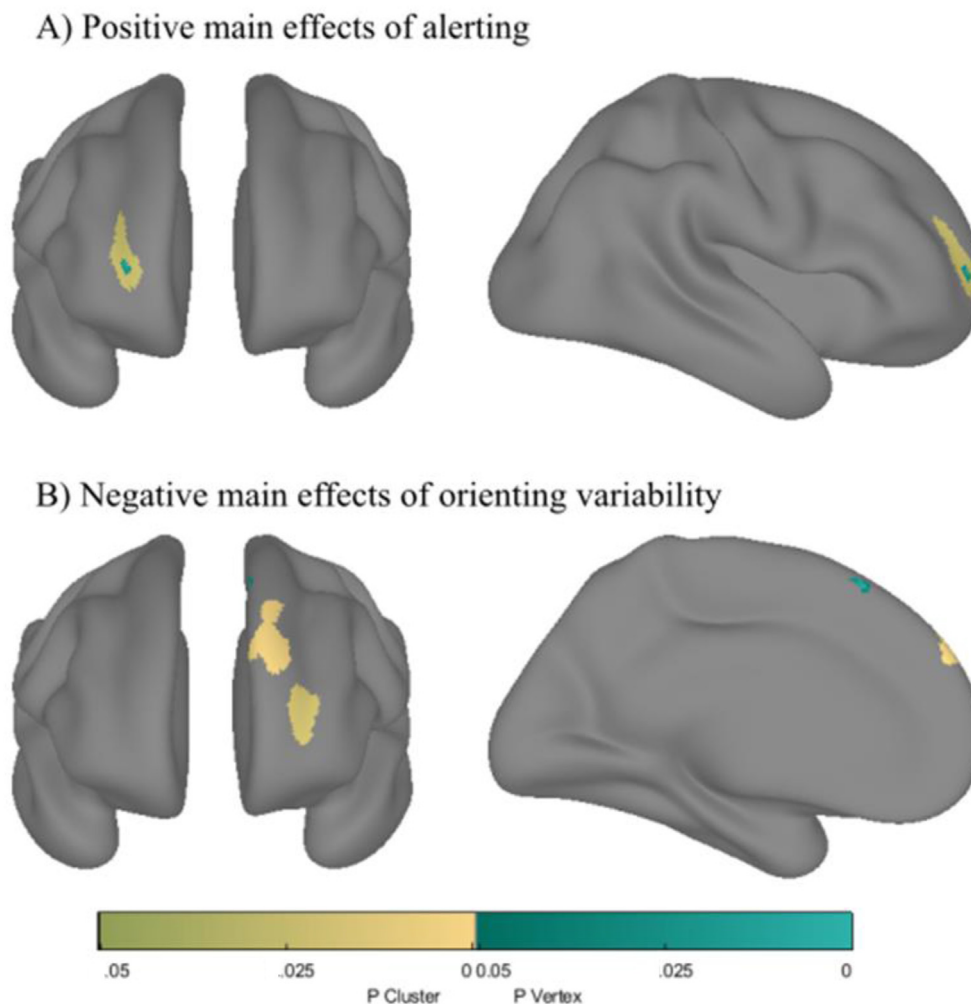 A) Positive main effects of alerting
B) Negative main effects of orienting variability
.05 .025 0 0.05 .025 0
P Cluster P Vertex